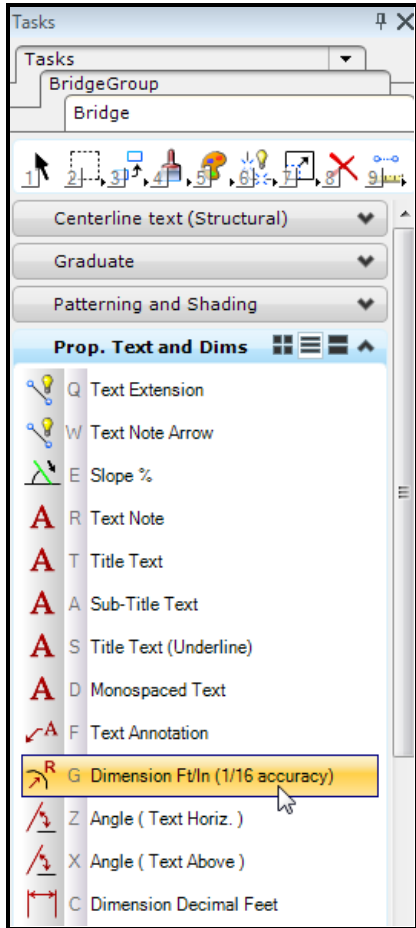 Tasks
Tasks
BridgeGroup
Bridge
1 2 3 4 5 6 7 8 9
Centerline text (Structural)
Graduate
Patterning and Shading
Prop. Text and Dims
Q Text Extension
W Text Note Arrow
E Slope %
A R Text Note
A T Title Text
A A Sub-Title Text
A S Title Text (Underline)
A D Monospaced Text
A F Text Annotation
R G Dimension Ft/In (1/16 accuracy)
Z Angle ( Text Horiz. )
X Angle ( Text Above )
C Dimension Decimal Feet